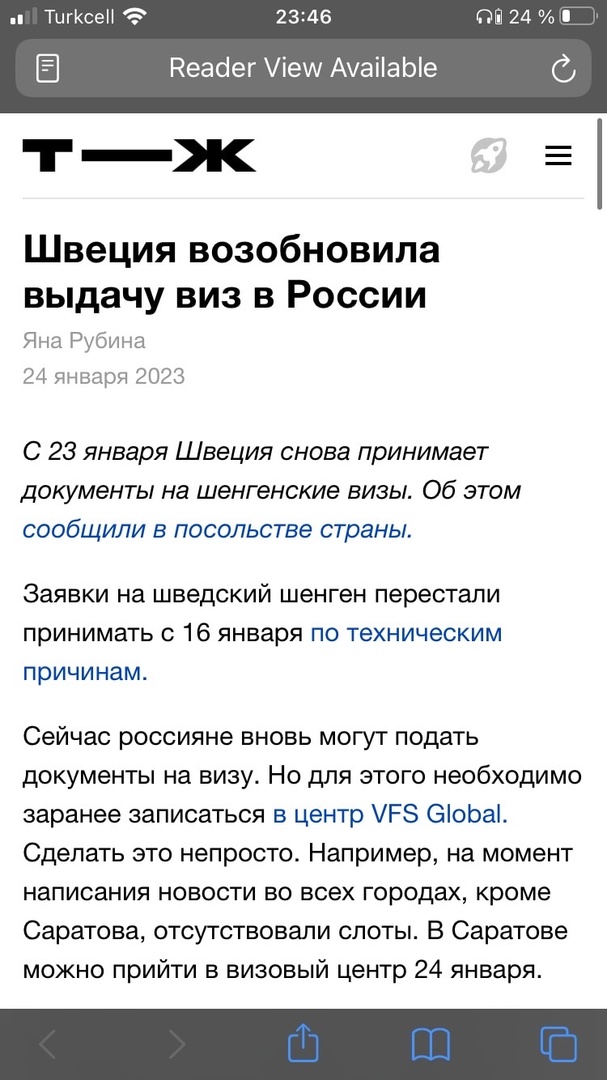 Turkcell 23:46 24 %
Reader View Available
Т—Ж
Швеция возобновила
выдачу виз в России
Яна Рубина
24 января 2023
С 23 января Швеция снова принимает
документы на шенгенские визы. Об этом
сообщили в посольстве страны.
Заявки на шведский шенген перестали
принимать с 16 января по техническим
причинам.
Сейчас россияне вновь могут подать
документы на визу. Но для этого необходимо
заранее записаться в центр VFS Global.
Сделать это непросто. Например, на момент
написания новости во всех городах, кроме
Саратова, отсутствовали слоты. В Саратове
можно прийти в визовый центр 24 января.